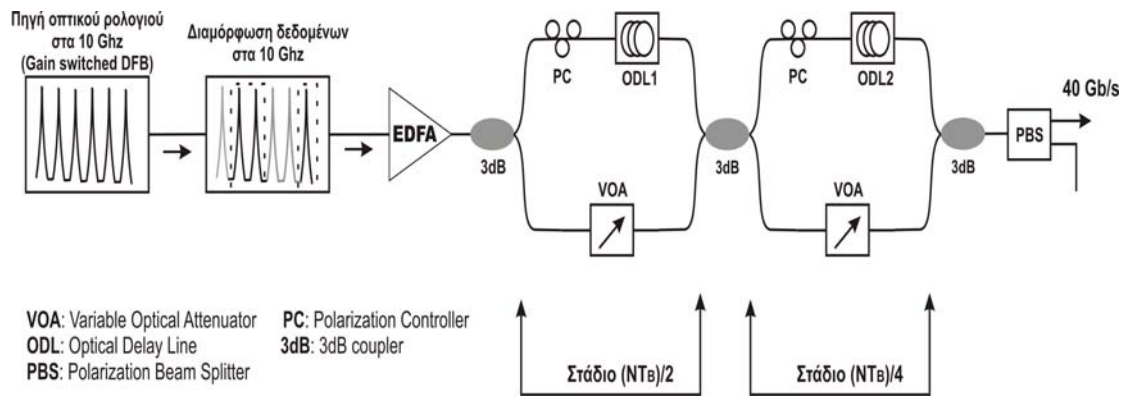 Πηγή οπτικού ρολογιού
στα 10 Ghz
(Gain switched DFB)
Διαμόρφωση δεδομένων
στα 10 Ghz
EDFA
3dB
PC
ODL1
VOA
3dB
PC
ODL2
VOA
3dB
PBS
40 Gb/s
VOA: Variable Optical Attenuator
PC: Polarization Controller
ODL: Optical Delay Line
3dB: 3dB coupler
PBS: Polarization Beam Splitter
Στάδιο (NTB)/2
Στάδιο (NTB)/4